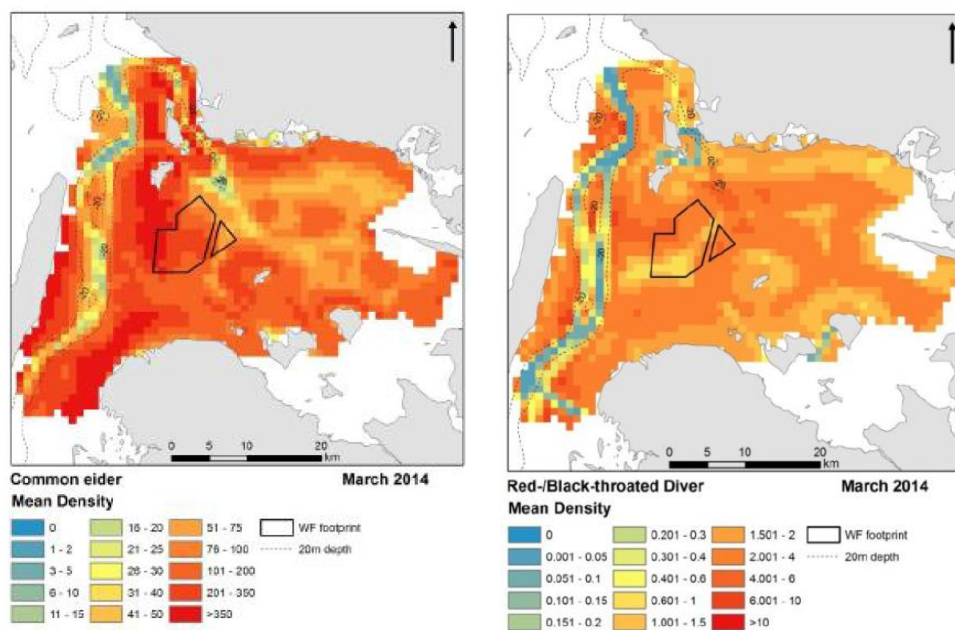 0 5 10 20
km
Common eider March 2014
Mean Density
0
1 - 2
3 - 5
6 - 10
11 - 15
16 - 20
21 - 25
26 - 30
31 - 40
41 - 50
51 - 75
76 - 100
101 - 200
201 - 350
>350
WF footprint
20m depth
0 5 10 20
km
Red-/Black-throated Diver March 2014
Mean Density
0
0.001 - 0.05
0.051 - 0.1
0.101 - 0.15
0.151 - 0.2
0.201 - 0.3
0.301 - 0.4
0.401 - 0.6
0.601 - 1
1.001 - 1.5
1.501 - 2
2.001 - 4
4.001 - 6
6.001 - 10
>10
WF footprint
20m depth